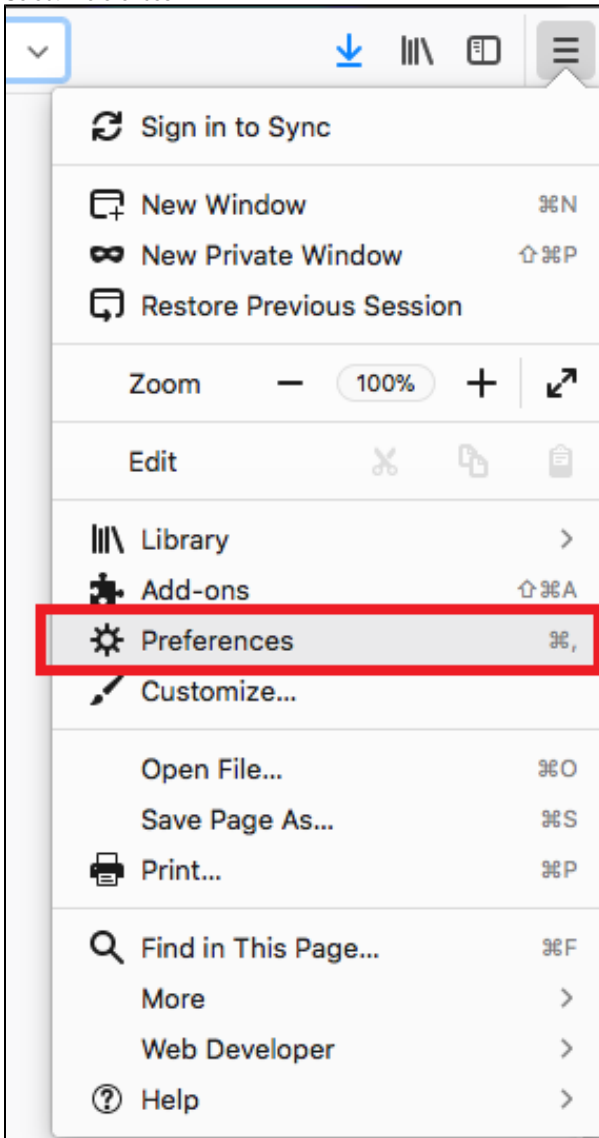 Sign in to Sync
New Window ⌘N
New Private Window ⇧⌘P
Restore Previous Session
Zoom − 100% +
Edit
Library >
Add-ons ⇧⌘A
Preferences ⌘,
Customize...
Open File... ⌘O
Save Page As... ⌘S
Print... ⌘P
Find in This Page... ⌘F
More >
Web Developer >
Help >